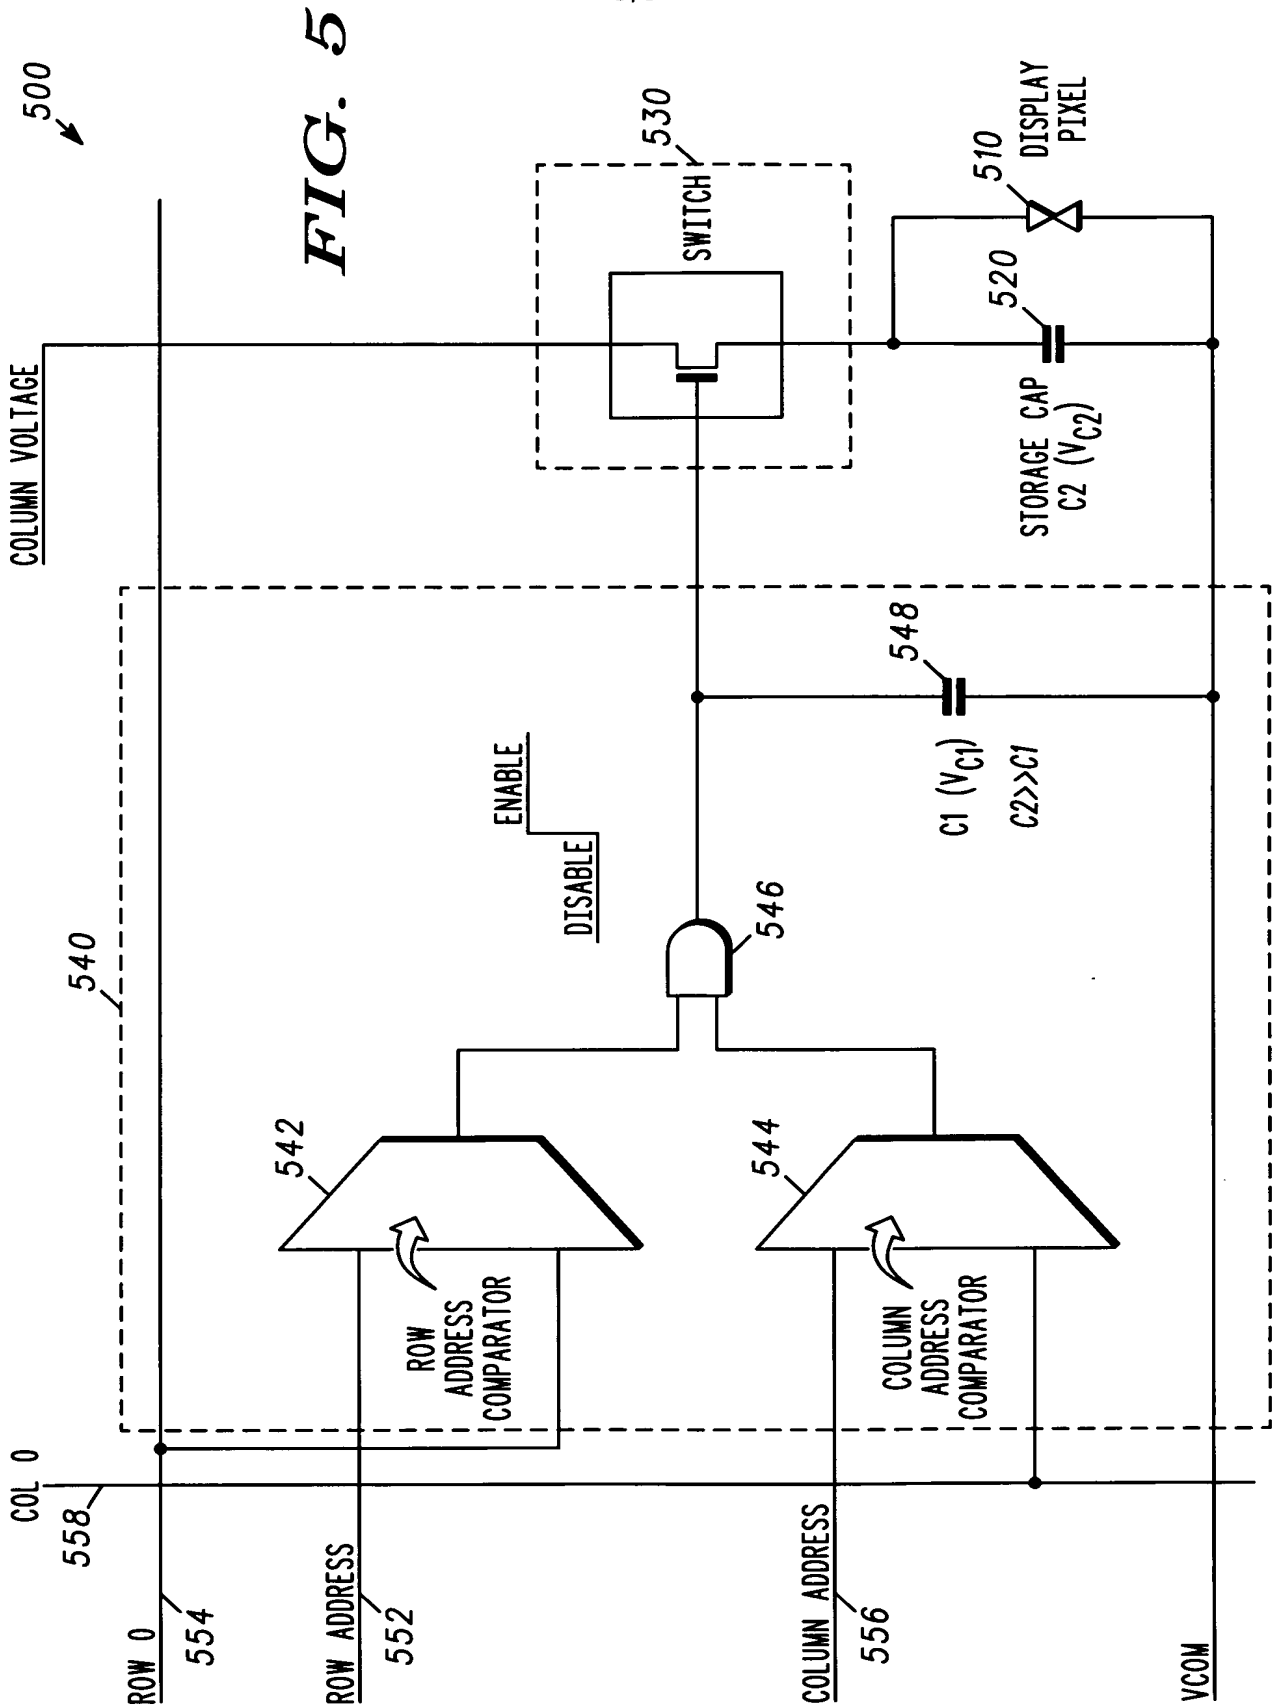 FIG. 5
500
COLUMN VOLTAGE
530
SWITCH
510
DISPLAY
PIXEL
520
STORAGE CAP
C2 (VC2)
540
ENABLE
DISABLE
546
548
C1 (VC1)
C2>>C1
542
ROW
ADDRESS
COMPARATOR
544
COLUMN
ADDRESS
COMPARATOR
COL 0
558
ROW 0
554
ROW ADDRESS
552
COLUMN ADDRESS
556
VCOM